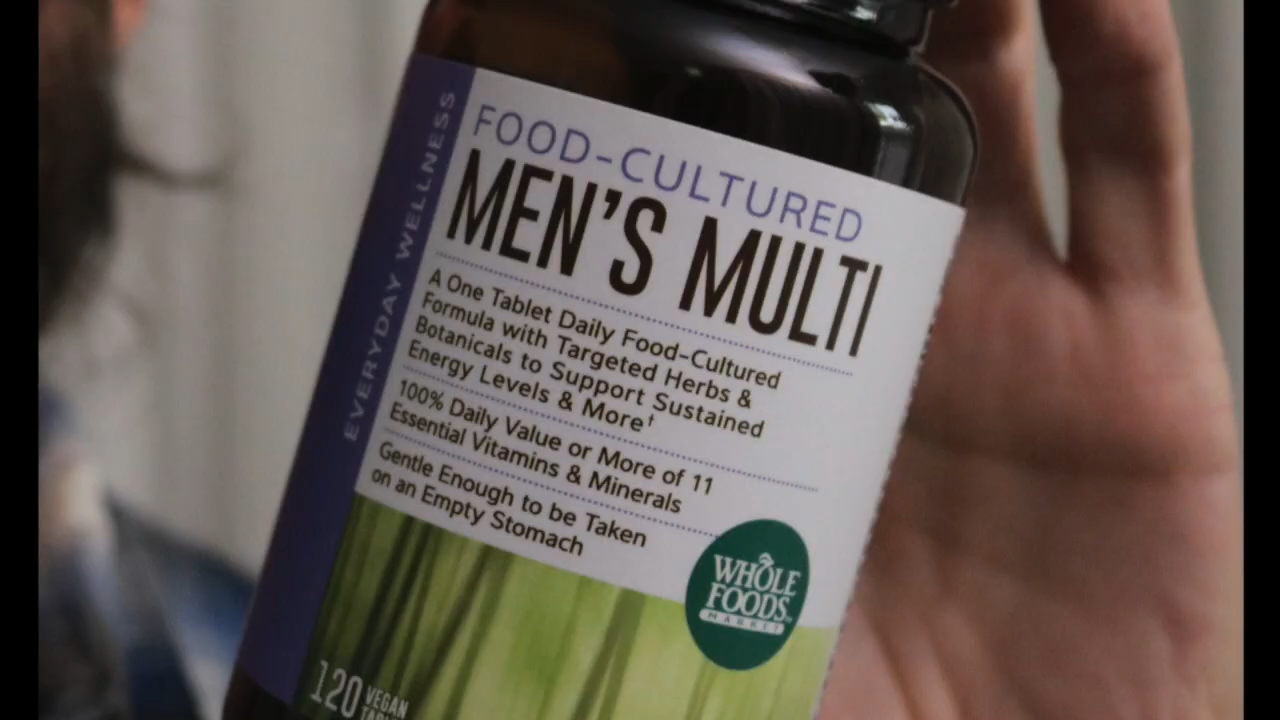 EVERYDAY WELLNESS
FOOD-CULTURED
MEN'S MULTI
A One Tablet Daily Food-Cultured
Formula with Targeted Herbs &
Botanicals to Support Sustained
Energy Levels & More†
100% Daily Value or More of 11
Essential Vitamins & Minerals
Gentle Enough to be Taken
on an Empty Stomach
WHOLE
FOODS
MARKET
120 VEGAN